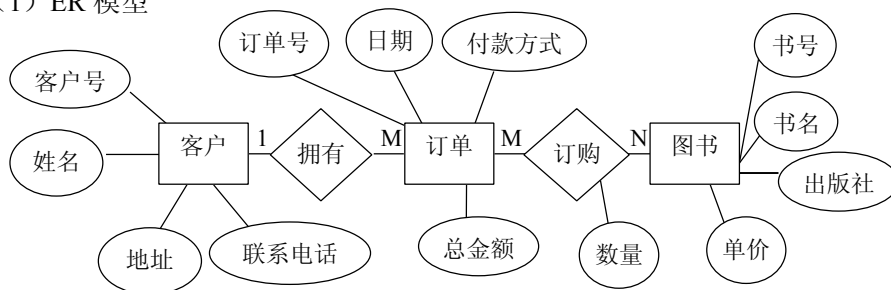 (1) ER 模型
订单号
日期
付款方式
书号
客户号
客户
1
拥有
M
订单
M
订购
N
图书
书名
姓名
出版社
地址
联系电话
总金额
数量
单价